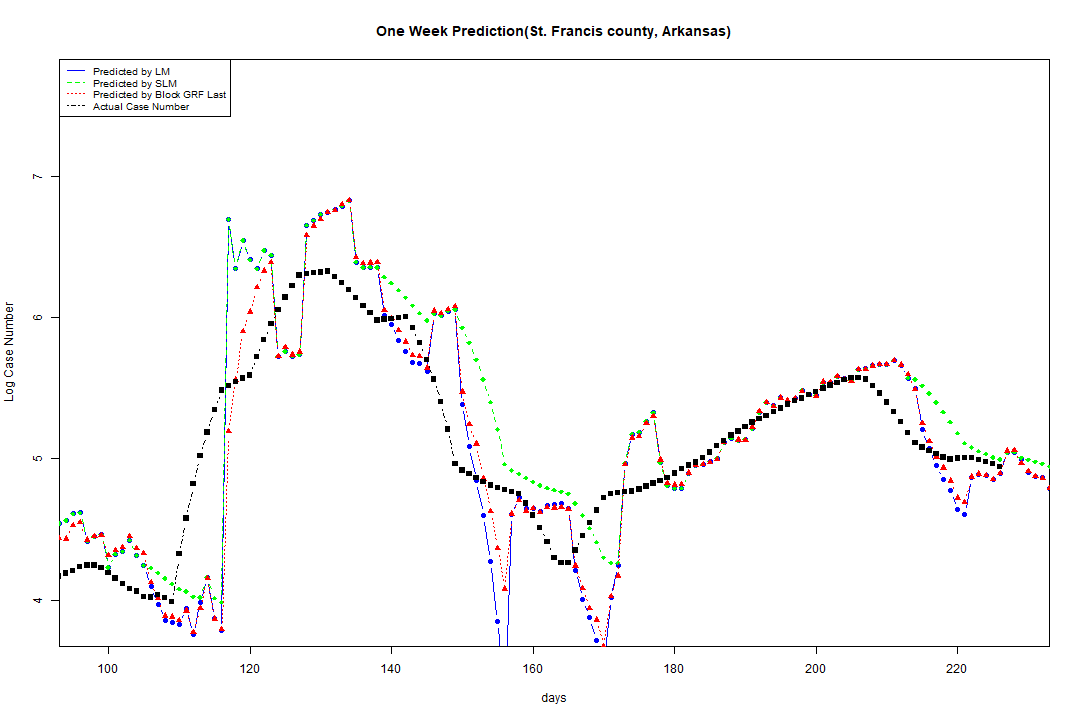 One Week Prediction(St. Francis county, Arkansas)
Predicted by LM
Predicted by SLM
Predicted by Block GRF Last
Actual Case Number
Log Case Number
7
6
5
4
100 120 140 160 180 200 220
days